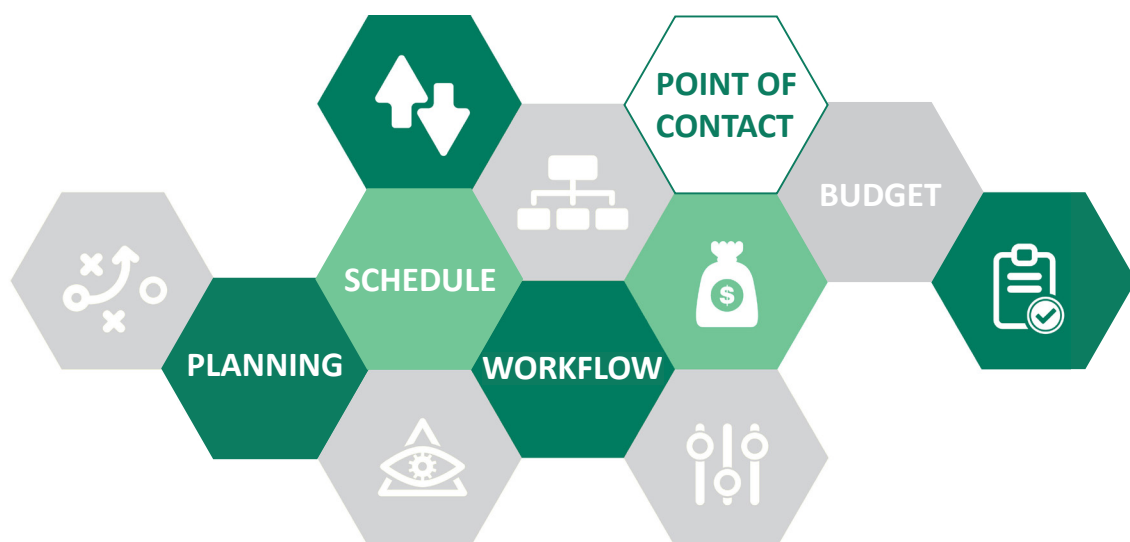 POINT OF
CONTACT
BUDGET
SCHEDULE
$
PLANNING
WORKFLOW